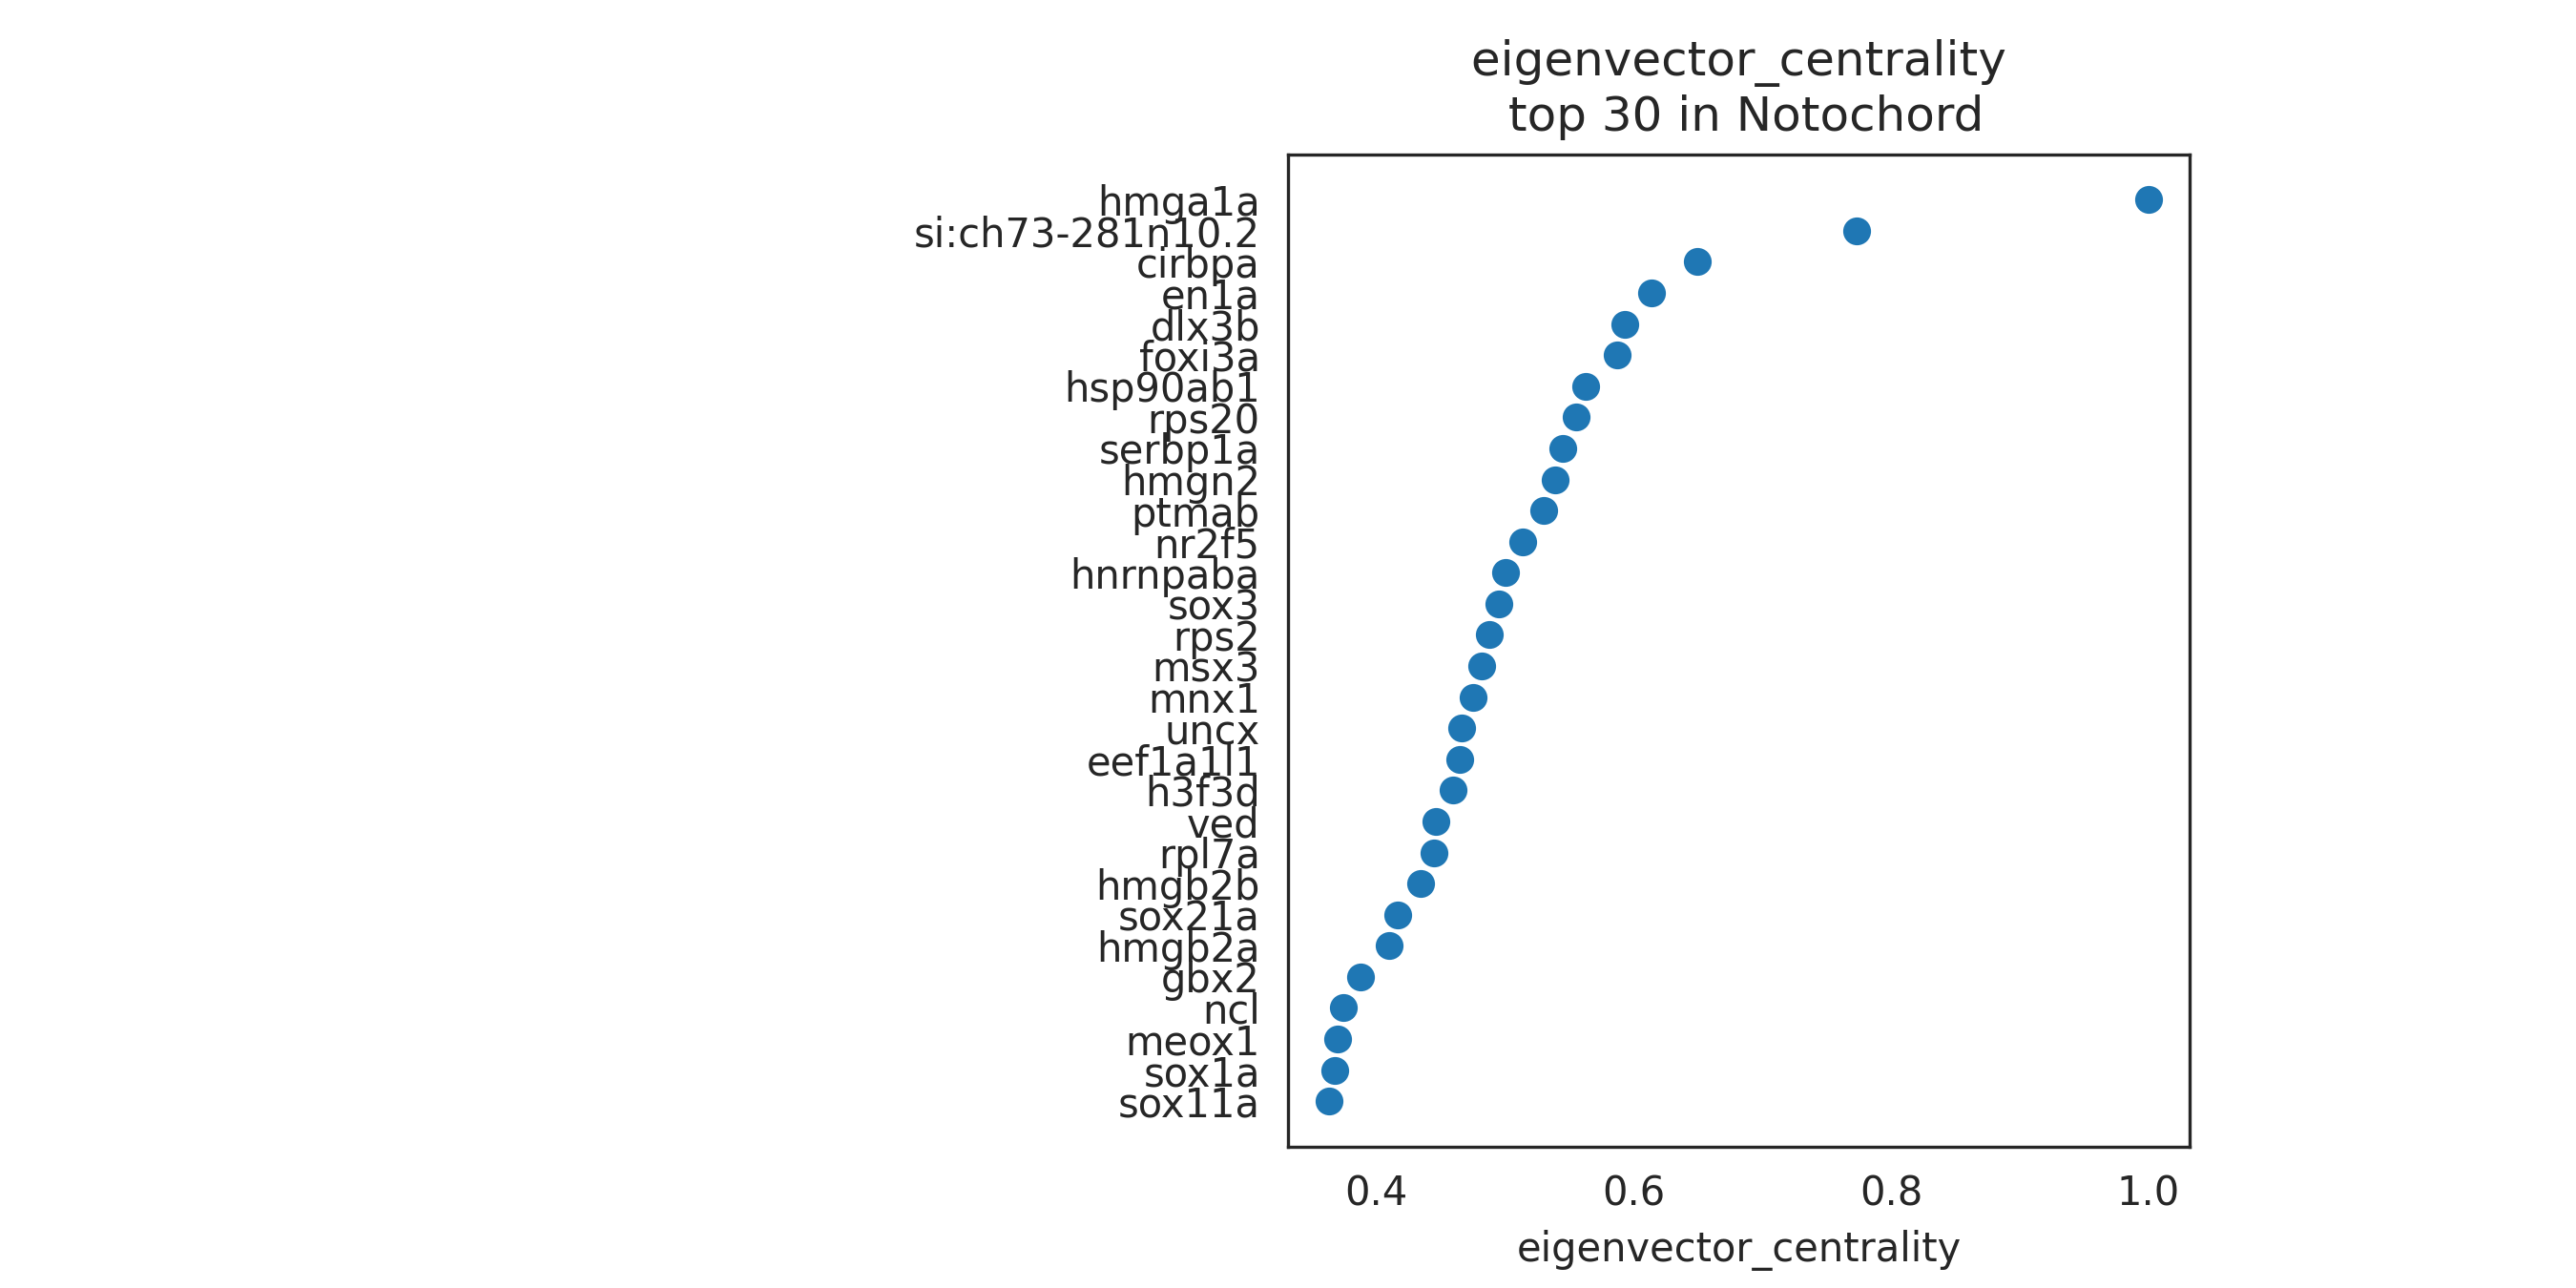 eigenvector_centrality
top 30 in Notochord
hmga1a
si:ch73-281n10.2
cirbpa
en1a
dlx3b
foxi3a
hsp90ab1
rps20
serbp1a
hmgn2
ptmab
nr2f5
hnrnpaba
sox3
rps2
msx3
mnx1
uncx
eef1a1l1
h3f3d
ved
rpl7a
hmgb2b
sox21a
hmgb2a
gbx2
ncl
meox1
sox1a
sox11a
0.4 0.6 0.8 1.0
eigenvector_centrality